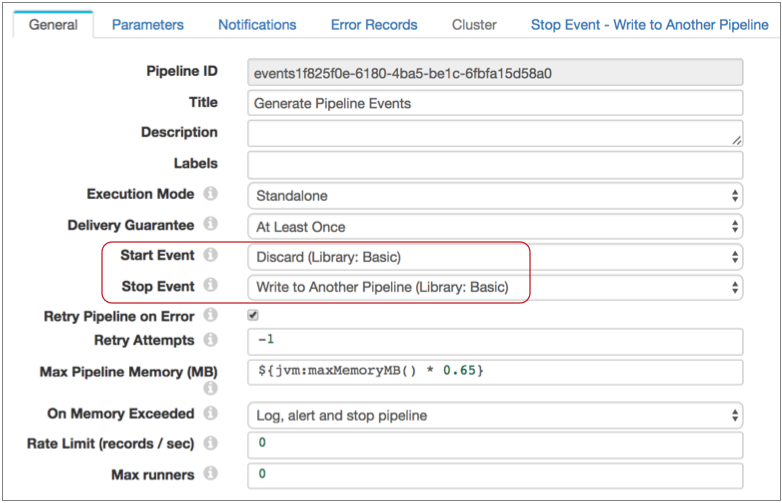 General Parameters Notifications Error Records Cluster Stop Event - Write to Another Pipeline
Pipeline ID events1f825f0e-6180-4ba5-be1c-6fbfa15d58a0
Title Generate Pipeline Events
Description
Labels
Execution Mode Standalone
Delivery Guarantee At Least Once
Start Event Discard (Library: Basic)
Stop Event Write to Another Pipeline (Library: Basic)
Retry Pipeline on Error
Retry Attempts -1
Max Pipeline Memory (MB) ${jvm:maxMemoryMB() * 0.65}
On Memory Exceeded Log, alert and stop pipeline
Rate Limit (records / sec) 0
Max runners 0